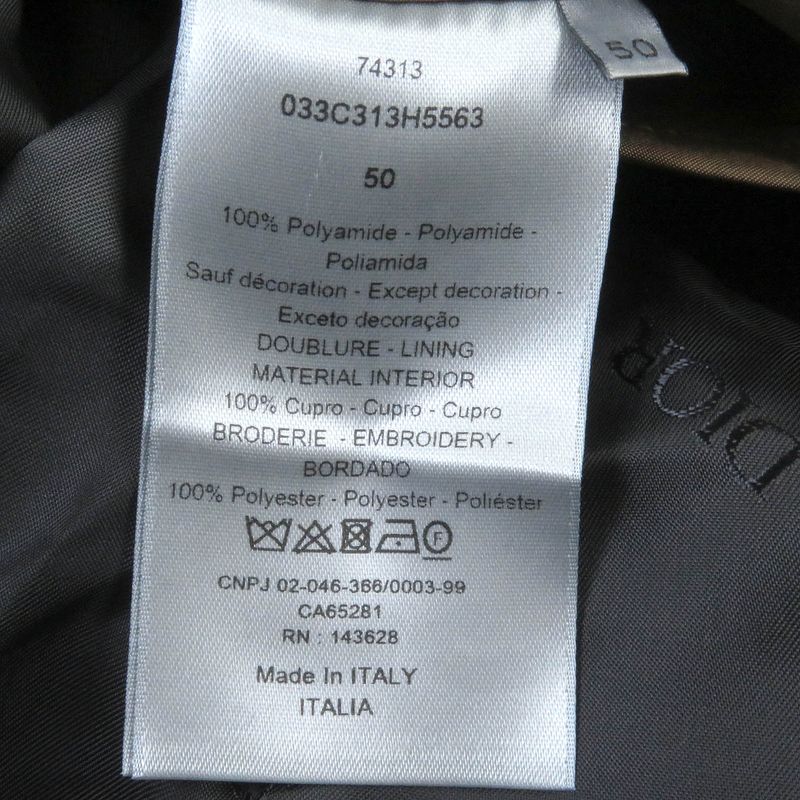 50
74313
033C313H5563
50
100% Polyamide - Polyamide -
Poliamida
Sauf décoration - Except decoration -
Exceto decoração
DOUBLURE - LINING
MATERIAL INTERIOR
100% Cupro - Cupro - Cupro
BRODERIE - EMBROIDERY -
BORDADO
100% Polyester - Polyester - Poliéster
F
CNPJ 02-046-366/0003-99
CA65281
RN : 143628
Made In ITALY
ITALIA
DIOR